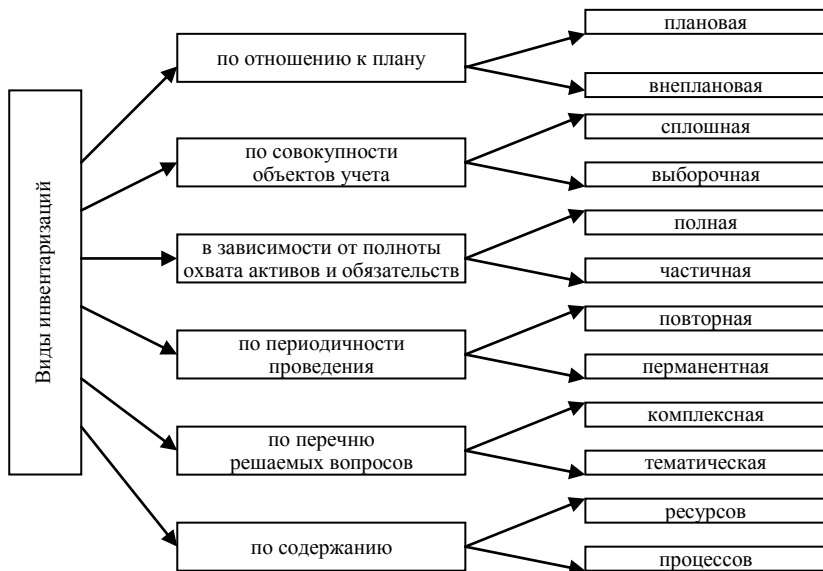 Виды инвентаризаций
по отношению к плану
плановая
внеплановая
по совокупности
объектов учета
сплошная
выборочная
в зависимости от полноты
охвата активов и обязательств
полная
частичная
по периодичности
проведения
повторная
перманентная
по перечню
решаемых вопросов
комплексная
тематическая
по содержанию
ресурсов
процессов